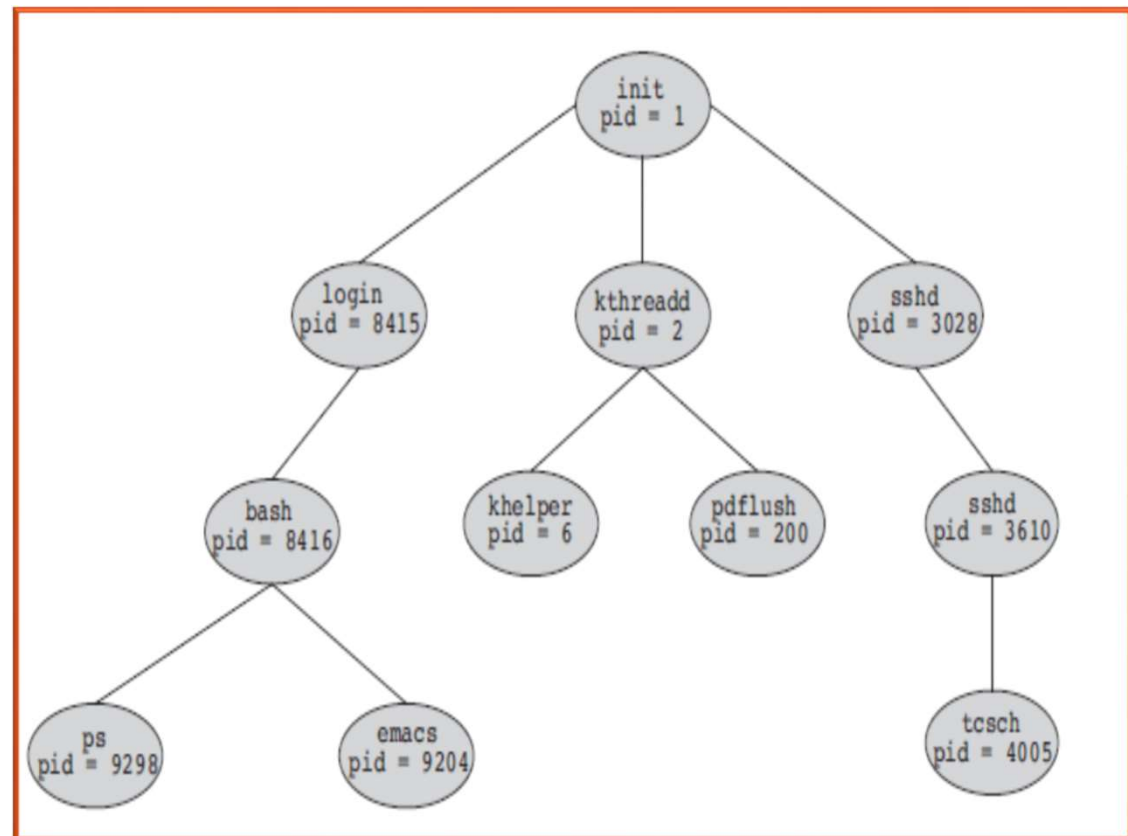 init
pid = 1
login
pid = 8415
kthreadd
pid = 2
sshd
pid = 3028
bash
pid = 8416
khelper
pid = 6
pdflush
pid = 200
sshd
pid = 3610
ps
pid = 9298
emacs
pid = 9204
tcsch
pid = 4005